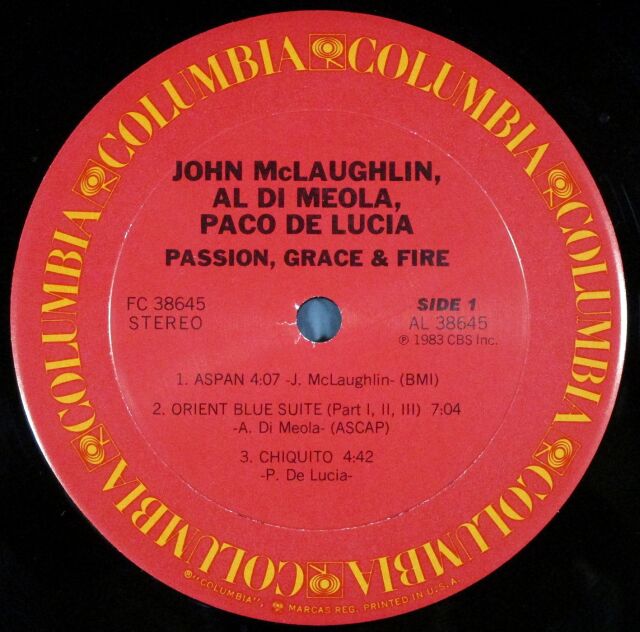 COLUMBIA COLUMBIA COLUMBIA COLUMBIA COLUMBIA COLUMBIA COLUMBIA COLUMBIA
JOHN McLAUGHLIN,
AL DI MEOLA,
PACO DE LUCIA
PASSION, GRACE & FIRE
FC 38645
STEREO
SIDE 1
AL 38645
℗ 1983 CBS Inc.
1. ASPAN 4:07 -J. McLaughlin- (BMI)
2. ORIENT BLUE SUITE (Part I, II, III) 7:04
-A. Di Meola- (ASCAP)
3. CHIQUITO 4:42
-P. De Lucia-
®"COLUMBIA", MARCAS REG. PRINTED IN U.S.A.